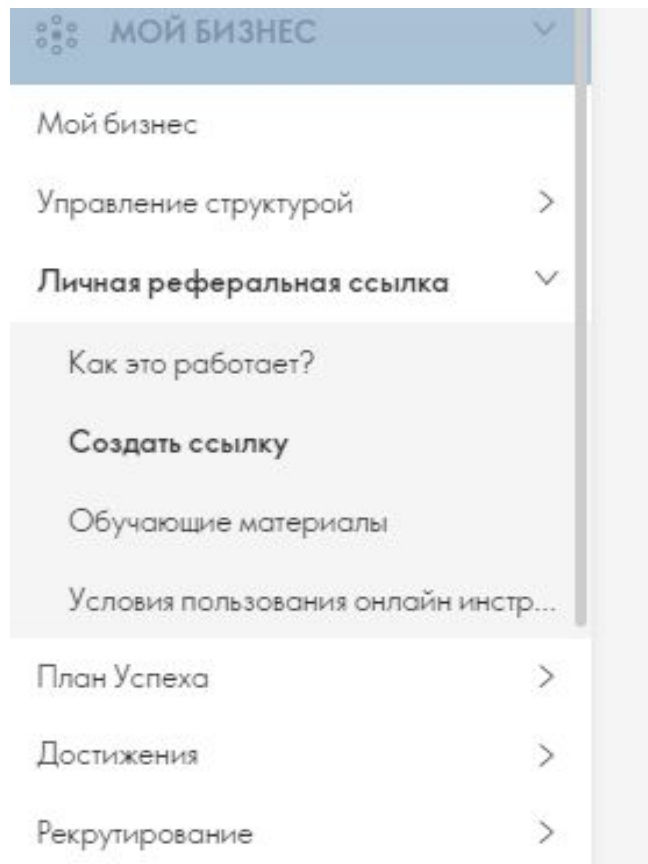 МОЙ БИЗНЕС
Мой бизнес
Управление структурой
Личная реферальная ссылка
Как это работает?
Создать ссылку
Обучающие материалы
Условия пользования онлайн инстр...
План Успеха
Достижения
Рекрутирование